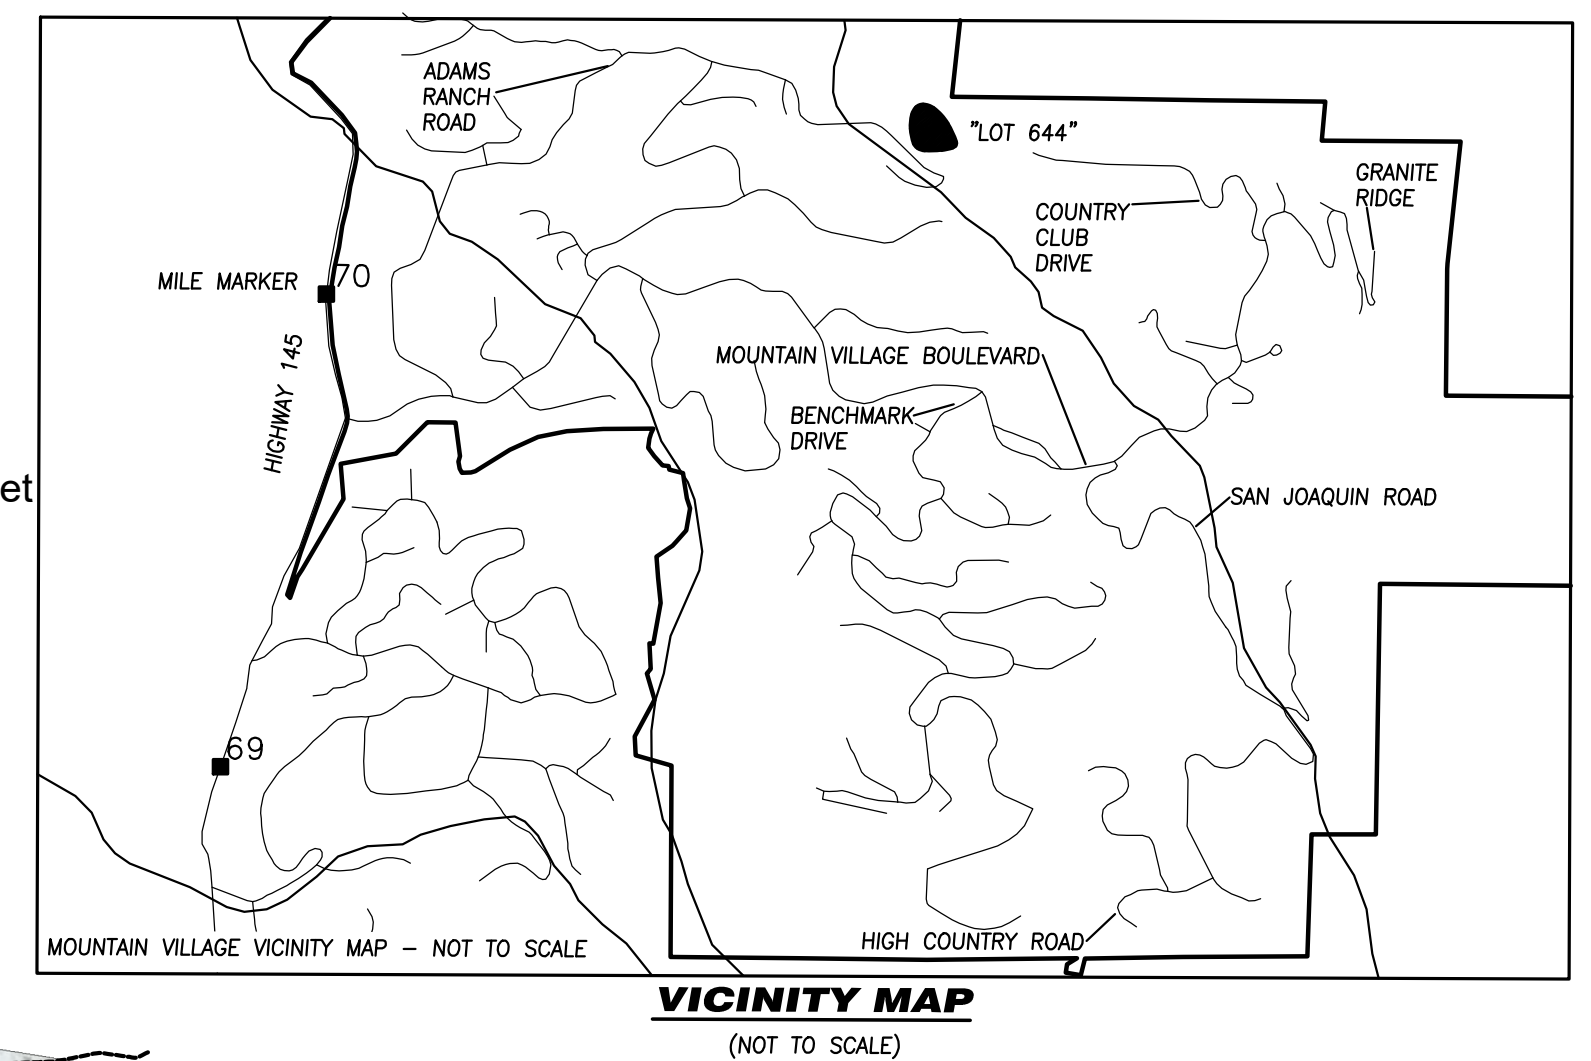 ADAMS
RANCH
ROAD
"LOT 644"
GRANITE
RIDGE
COUNTRY
CLUB
DRIVE
MILE MARKER
70
HIGHWAY 145
MOUNTAIN VILLAGE BOULEVARD
BENCHMARK
DRIVE
et
SAN JOAQUIN ROAD
69
HIGH COUNTRY ROAD
MOUNTAIN VILLAGE VICINITY MAP - NOT TO SCALE
VICINITY MAP
(NOT TO SCALE)